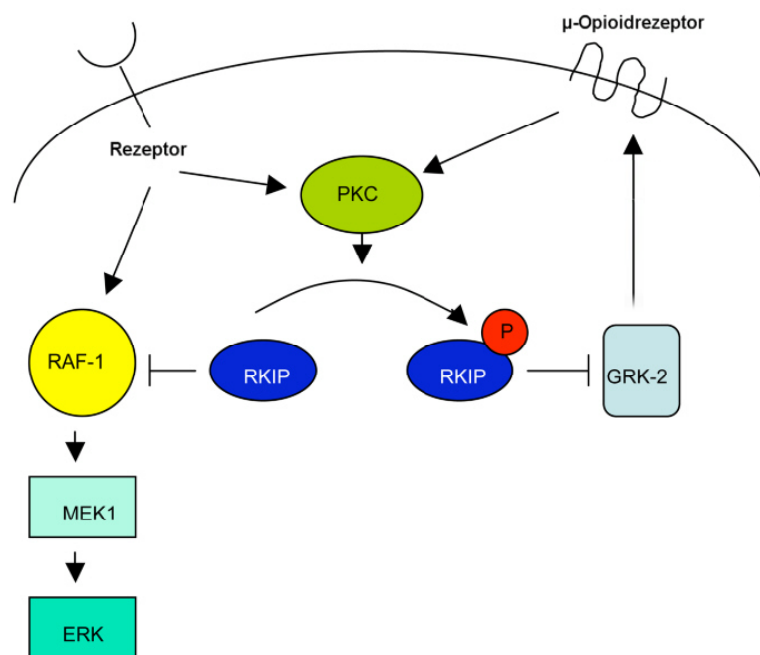 µ-Opioidrezeptor
Rezeptor
PKC
P
RAF-1
RKIP
RKIP
GRK-2
MEK1
ERK